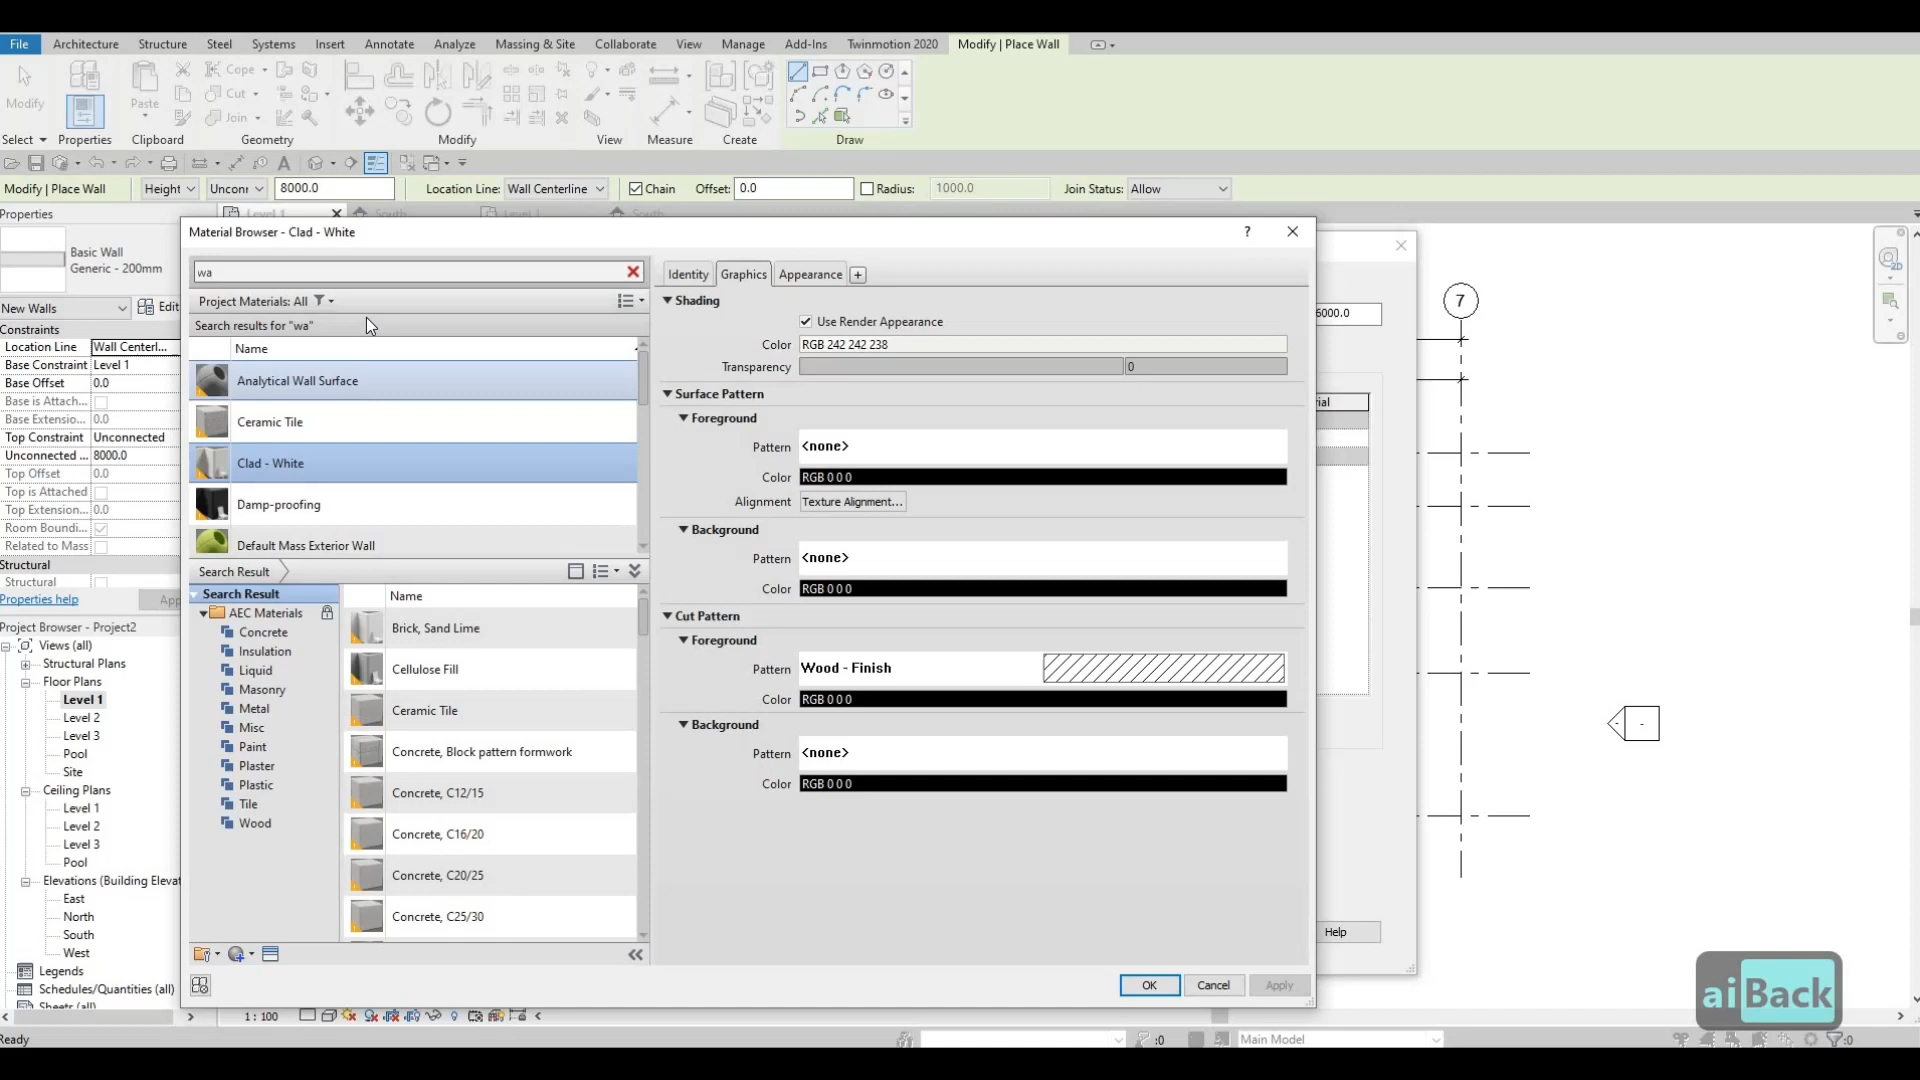 File Architecture Structure Steel Systems Insert Annotate Analyze Massing & Site Collaborate View Manage Add-Ins Twinmotion 2020 Modify | Place Wall
Modify Paste Cope Cut Join
Select Properties Clipboard Geometry Modify View Measure Create Draw
Modify | Place Wall Height Uncon 8000.0 Location Line: Wall Centerline Chain Offset: 0.0 Radius: 1000.0 Join Status: Allow
Properties Level 1 South Level 1 South
Basic Wall
Generic - 200mm
New Walls Edit
Constraints
Location Line Wall Centerl...
Base Constraint Level 1
Base Offset 0.0
Base is Attach...
Base Extensio... 0.0
Top Constraint Unconnected
Unconnected ... 8000.0
Top Offset 0.0
Top is Attached
Top Extension... 0.0
Room Boundi...
Related to Mass
Structural
Structural
Properties help App
Project Browser - Project2
Views (all)
Structural Plans
Floor Plans
Level 1
Level 2
Level 3
Pool
Site
Ceiling Plans
Level 1
Level 2
Level 3
Pool
Elevations (Building Elevat
East
North
South
West
Legends
Schedules/Quantities (all)
Sheets (all)
Material Browser - Clad - White ?
wa
Project Materials: All
Search results for "wa"
Name
Analytical Wall Surface
Ceramic Tile
Clad - White
Damp-proofing
Default Mass Exterior Wall
Search Result
Search Result
AEC Materials
Concrete
Insulation
Liquid
Masonry
Metal
Misc
Paint
Plaster
Plastic
Tile
Wood
Name
Brick, Sand Lime
Cellulose Fill
Ceramic Tile
Concrete, Block pattern formwork
Concrete, C12/15
Concrete, C16/20
Concrete, C20/25
Concrete, C25/30
Identity Graphics Appearance
Shading
Use Render Appearance
Color RGB 242 242 238
Transparency 0
Surface Pattern
Foreground
Pattern <none>
Color RGB 0 0 0
Alignment Texture Alignment...
Background
Pattern <none>
Color RGB 0 0 0
Cut Pattern
Foreground
Pattern Wood - Finish
Color RGB 0 0 0
Background
Pattern <none>
Color RGB 0 0 0
OK Cancel Apply
6000.0
rial
Help
7
2D
aiBack
1 : 100
Ready :0 Main Model :0